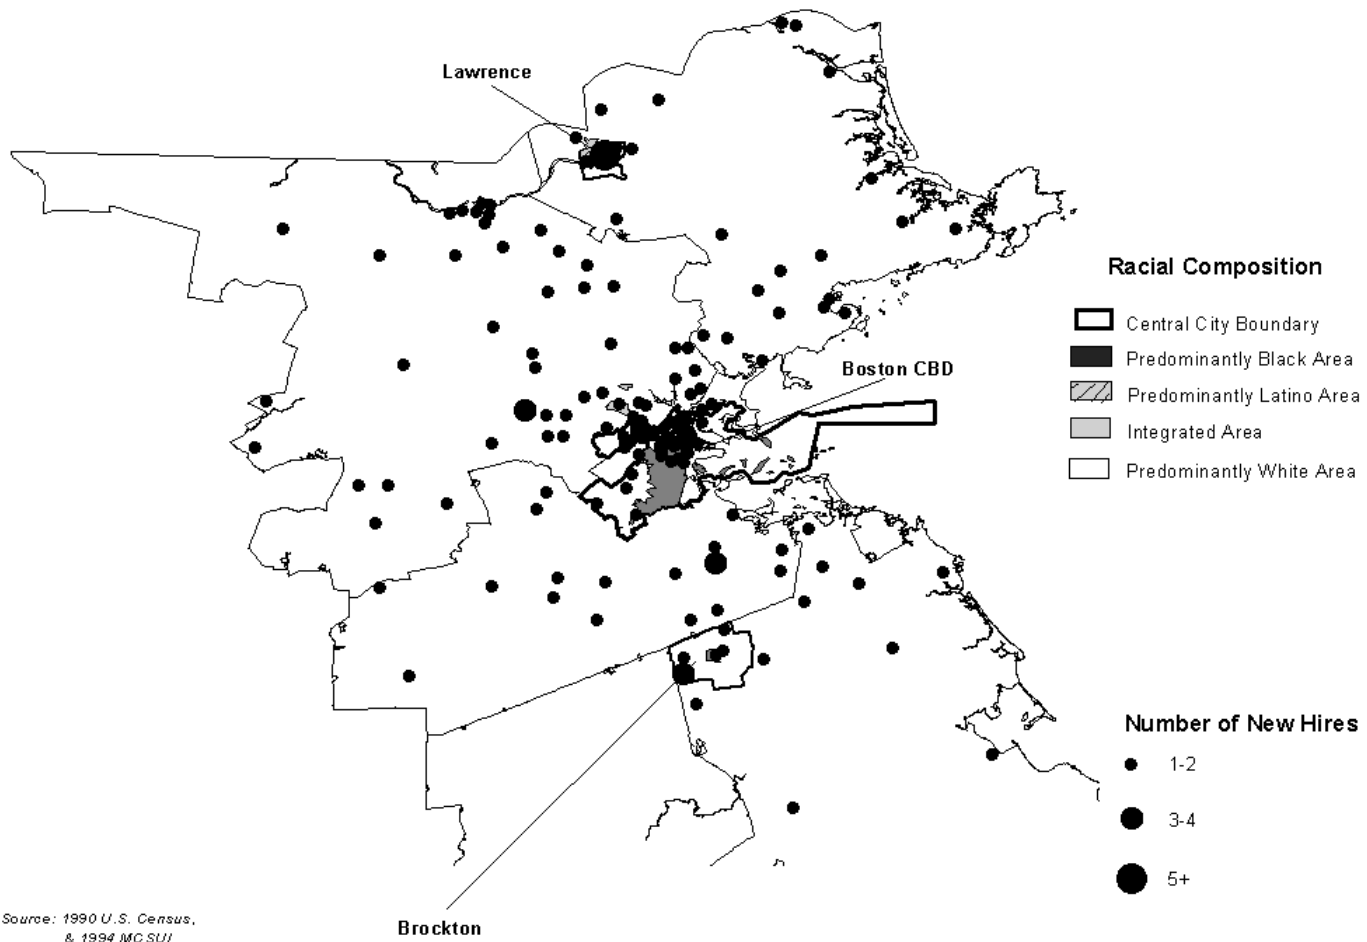 Lawrence
Racial Composition
Central City Boundary
Boston CBD
Predominantly Black Area
Predominantly Latino Area
Integrated Area
Predominantly White Area
Number of New Hires
1-2
3-4
5+
Source: 1990 U.S. Census,
& 1994 MCSUI
Brockton